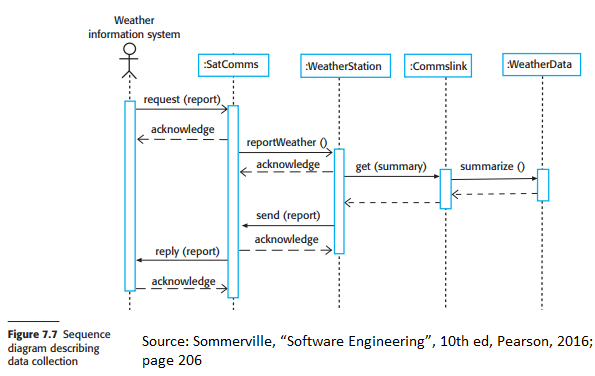 Weather
information system
:SatComms
:WeatherStation
:Commslink
:WeatherData
request (report)
acknowledge
reportWeather ()
acknowledge
get (summary)
summarize ()
send (report)
acknowledge
reply (report)
acknowledge
Figure 7.7 Sequence
diagram describing
data collection
Source: Sommerville, “Software Engineering”, 10th ed, Pearson, 2016;
page 206